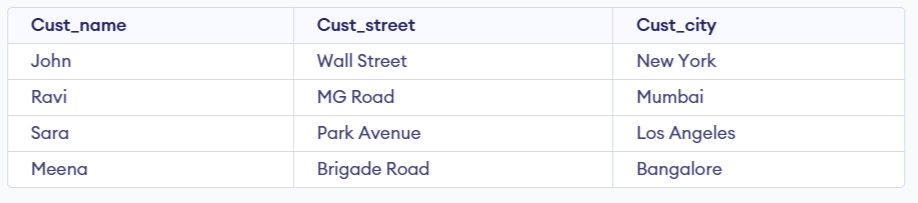 Cust_name Cust_street Cust_city
John Wall Street New York
Ravi MG Road Mumbai
Sara Park Avenue Los Angeles
Meena Brigade Road Bangalore